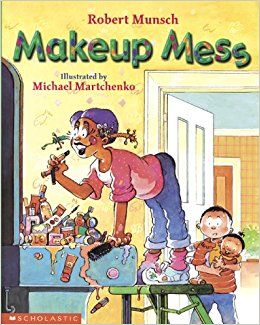 Robert Munsch
Makeup Mess
Illustrated by
Michael Martchenko
SCHOLASTIC